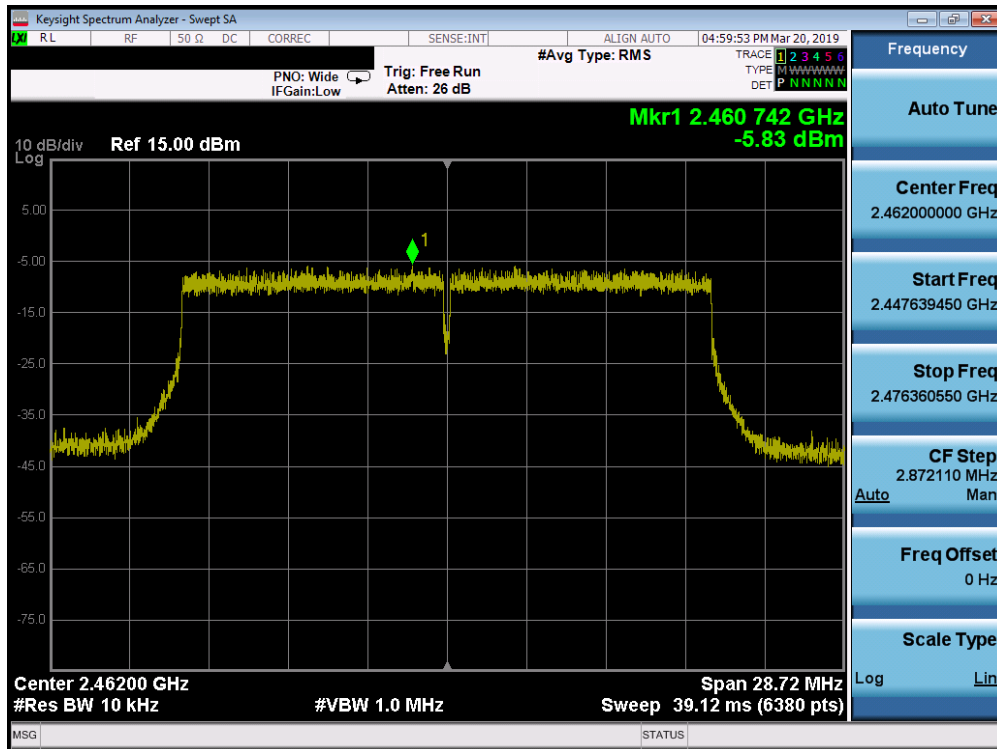 Keysight Spectrum Analyzer - Swept SA
LXI RL RF 50 Ω DC CORREC SENSE:INT ALIGN AUTO 04:59:53 PM Mar 20, 2019
PNO: Wide
IFGain:Low
Trig: Free Run
Atten: 26 dB
#Avg Type: RMS
TRACE 1 2 3 4 5 6
TYPE M WWWWW
DET P N N N N N
Mkr1 2.460 742 GHz
-5.83 dBm
10 dB/div Ref 15.00 dBm
Log
1
5.00
-5.00
-15.0
-25.0
-35.0
-45.0
-55.0
-65.0
-75.0
Center 2.46200 GHz Span 28.72 MHz
#Res BW 10 kHz #VBW 1.0 MHz Sweep 39.12 ms (6380 pts)
MSG STATUS
Frequency
Auto Tune
Center Freq
2.462000000 GHz
Start Freq
2.447639450 GHz
Stop Freq
2.476360550 GHz
CF Step
2.872110 MHz
Auto Man
Freq Offset
0 Hz
Scale Type
Log Lin